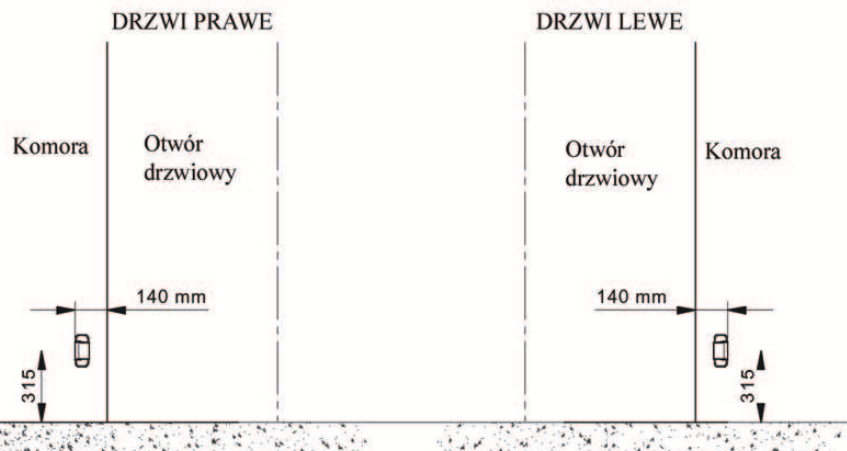 DRZWI PRAWE
DRZWI LEWE
Komora
Otwór
drzwiowy
Otwór
drzwiowy
Komora
140 mm
140 mm
315
315